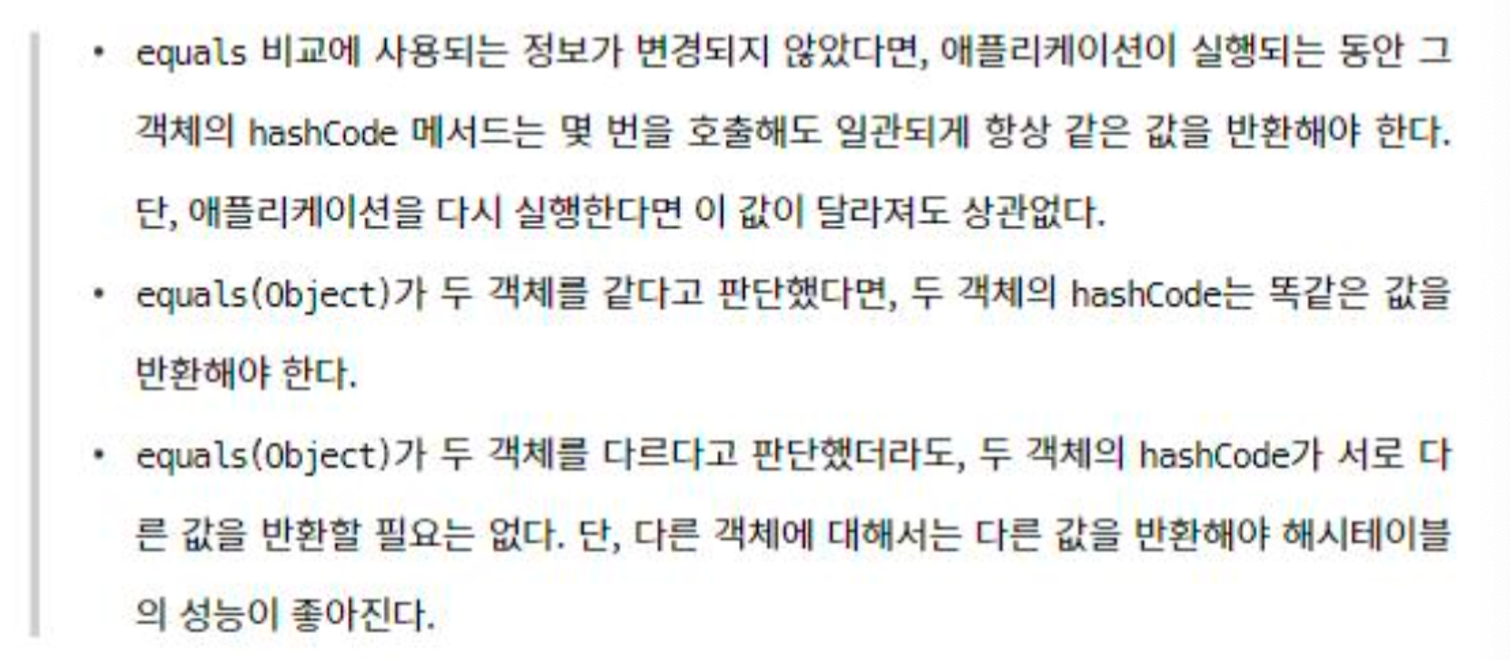 • equals 비교에 사용되는 정보가 변경되지 않았다면, 애플리케이션이 실행되는 동안 그
객체의 hashCode 메서드는 몇 번을 호출해도 일관되게 항상 같은 값을 반환해야 한다.
단, 애플리케이션을 다시 실행한다면 이 값이 달라져도 상관없다.
• equals(Object)가 두 객체를 같다고 판단했다면, 두 객체의 hashCode는 똑같은 값을
반환해야 한다.
• equals(Object)가 두 객체를 다르다고 판단했더라도, 두 객체의 hashCode가 서로 다
른 값을 반환할 필요는 없다. 단, 다른 객체에 대해서는 다른 값을 반환해야 해시테이블
의 성능이 좋아진다.